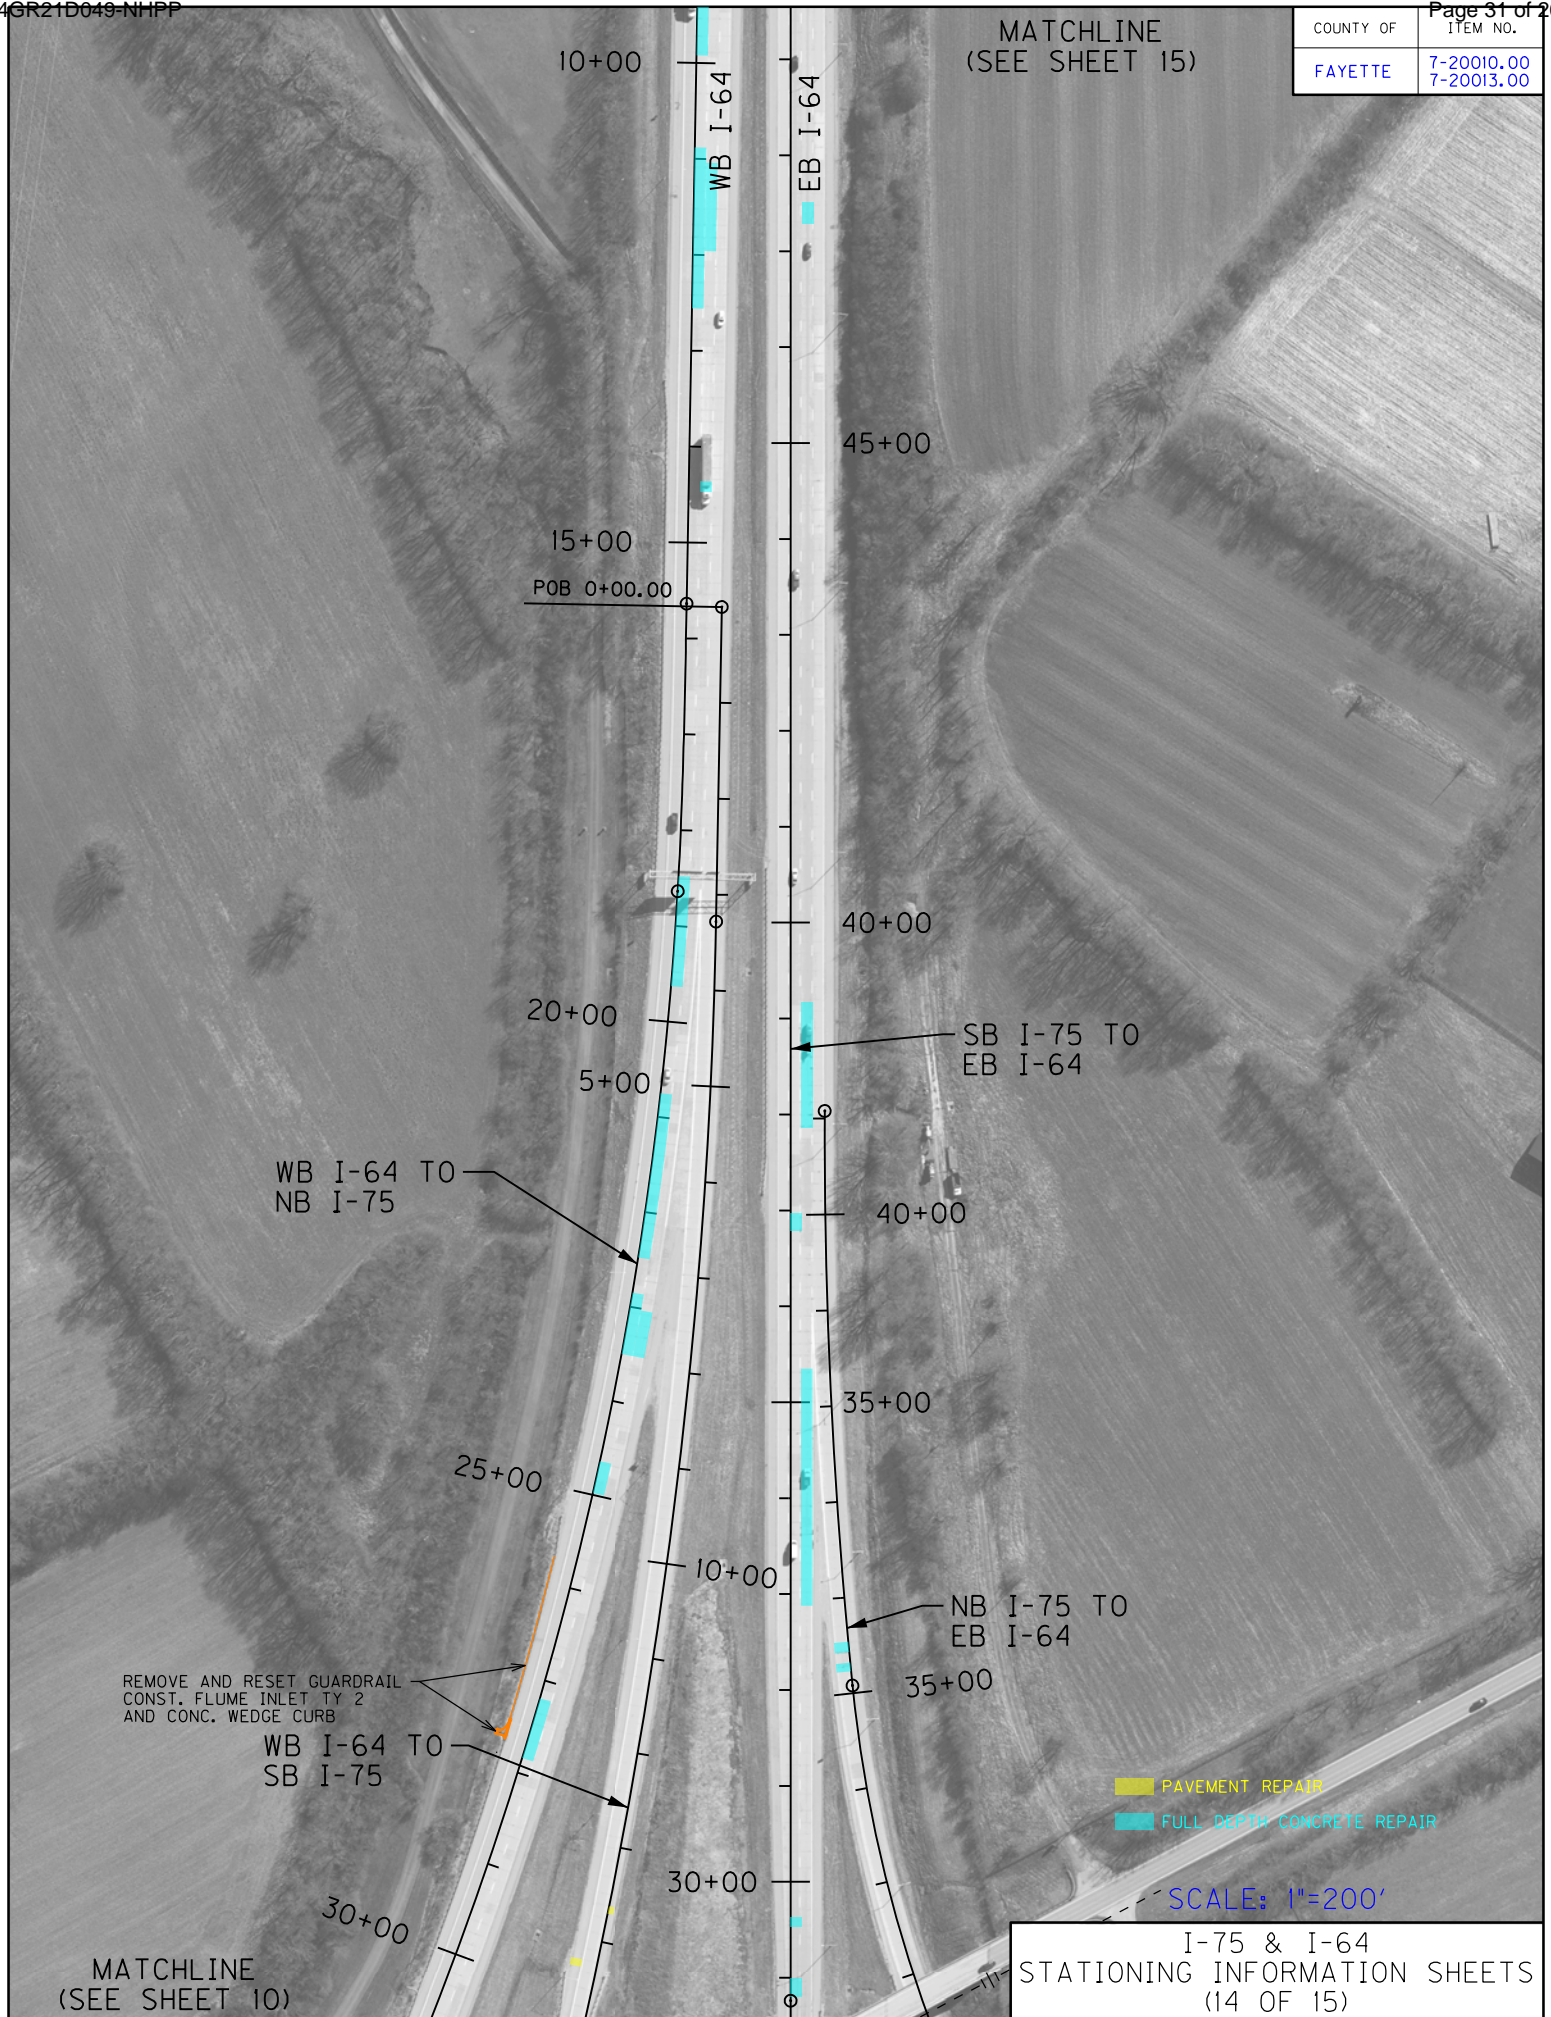 4GR21D049-NHPP
Page 31 of 2
MATCHLINE
(SEE SHEET 15)
COUNTY OF
ITEM NO.
FAYETTE
7-20010.00
7-20013.00
10+00
WB I-64
EB I-64
45+00
15+00
POB 0+00.00
40+00
20+00
SB I-75 TO
EB I-64
5+00
WB I-64 TO
NB I-75
40+00
35+00
25+00
10+00
NB I-75 TO
EB I-64
35+00
REMOVE AND RESET GUARDRAIL
CONST. FLUME INLET TY 2
AND CONC. WEDGE CURB
WB I-64 TO
SB I-75
PAVEMENT REPAIR
FULL DEPTH CONCRETE REPAIR
30+00
SCALE: 1"=200'
30+00
MATCHLINE
(SEE SHEET 10)
I-75 & I-64
STATIONING INFORMATION SHEETS
(14 OF 15)